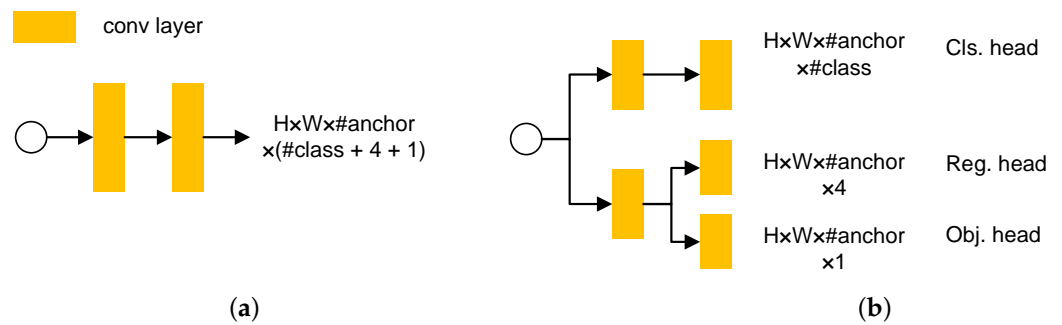 conv layer
H×W×#anchor
×(#class + 4 + 1)
(a)
H×W×#anchor
×#class
Cls. head
H×W×#anchor
×4
Reg. head
H×W×#anchor
×1
Obj. head
(b)